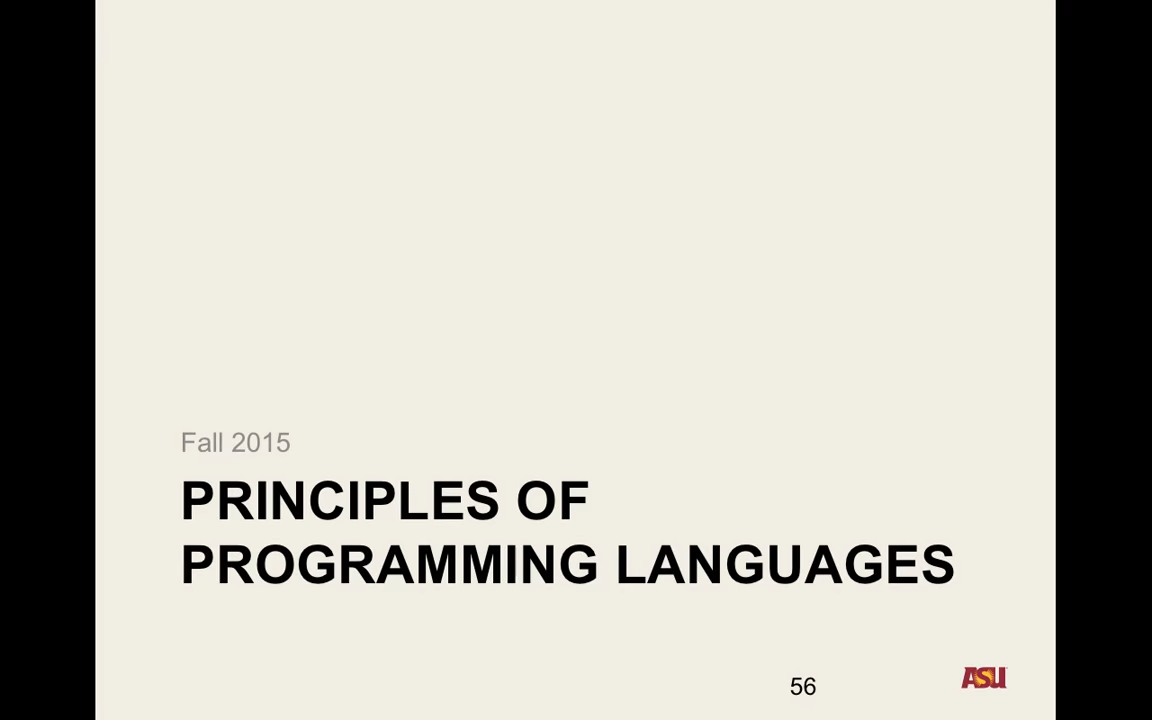 Fall 2015
PRINCIPLES OF
PROGRAMMING LANGUAGES
56
ASU